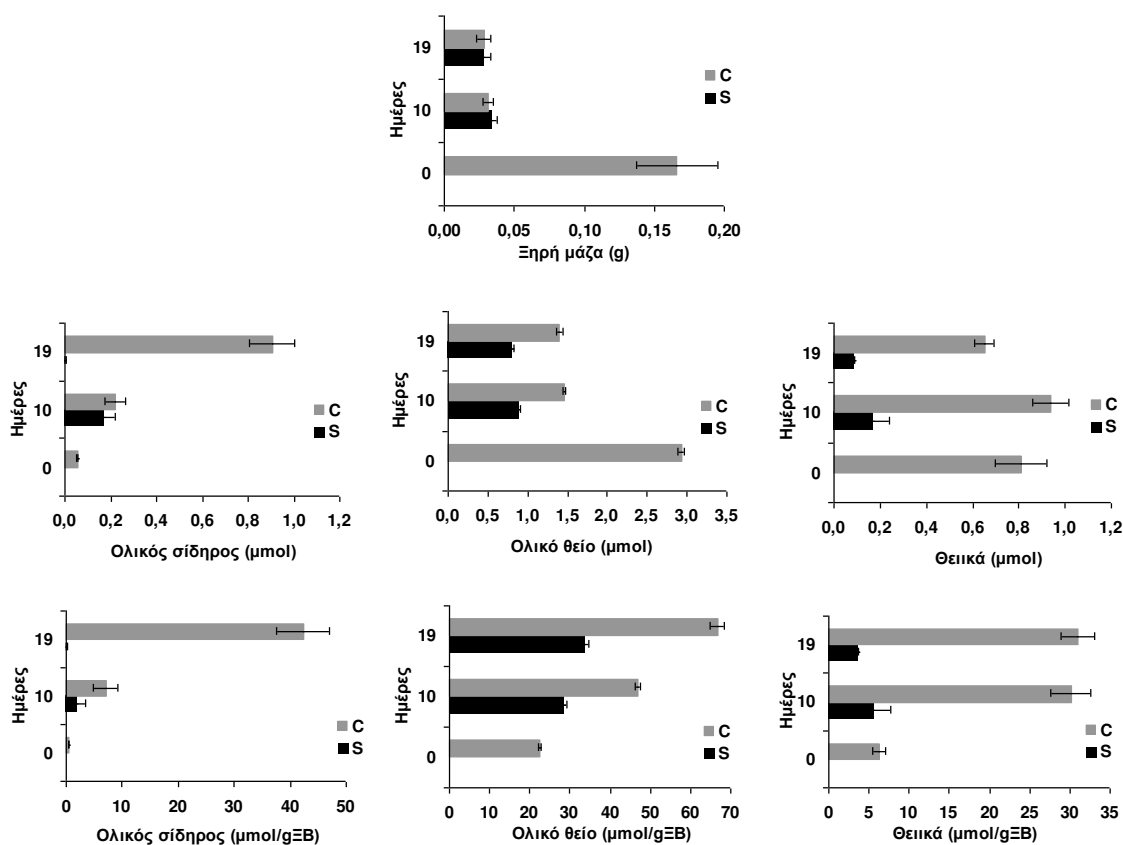 19
10
0
Ημέρες
C
S
0,00 0,05 0,10 0,15 0,20
Ξηρή μάζα (g)
19
10
0
Ημέρες
C
S
0,0 0,2 0,4 0,6 0,8 1,0 1,2
Ολικός σίδηρος (μmol)
19
10
0
Ημέρες
C
S
0,0 0,5 1,0 1,5 2,0 2,5 3,0 3,5
Ολικό θείο (μmol)
19
10
0
Ημέρες
C
S
0,0 0,2 0,4 0,6 0,8 1,0 1,2
Θειικά (μmol)
19
10
0
Ημέρες
C
S
0 10 20 30 40 50
Ολικός σίδηρος (μmol/gΞΒ)
19
10
0
Ημέρες
C
S
0 10 20 30 40 50 60 70
Ολικό θείο (μmol/gΞΒ)
19
10
0
Ημέρες
C
S
0 5 10 15 20 25 30 35
Θειικά (μmol/gΞΒ)